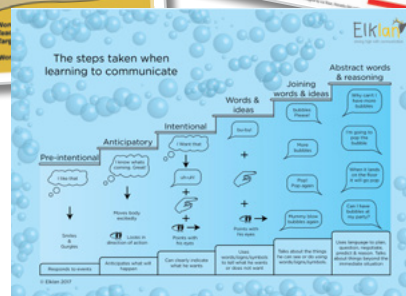 Elklan
The steps taken when
learning to communicate
Pre-intentional
I like that
Smiles
&
Gurgles
Responds to events
Anticipatory
I know whats
coming. Great!
Moves body
excitedly
Looks in
direction of action
Anticipates what will
happen
Intentional
I want that
uh-uh!
+
+
Points with
his eyes
Can clearly indicate
what he wants
Words &
ideas
+
+
Points with
his eyes
Uses
words/signs/symbols
to tell what he wants
or does not want
Joining
words & ideas
bubbles
Please!
More
bubbles
Pop!
Pop again
Mummy blow
bubbles again
Talks about the things
he can see or do using
words/signs/symbols
Abstract words
& reasoning
Why can't I
have more
bubbles
I'm going to
pop this
bubble
When it lands
on the floor
it will go pop
Can I have
bubbles at
my party?
Uses language to plan,
question, negotiate,
predict & reason. Talks
about things beyond the
immediate situation.
© Elklan 2017